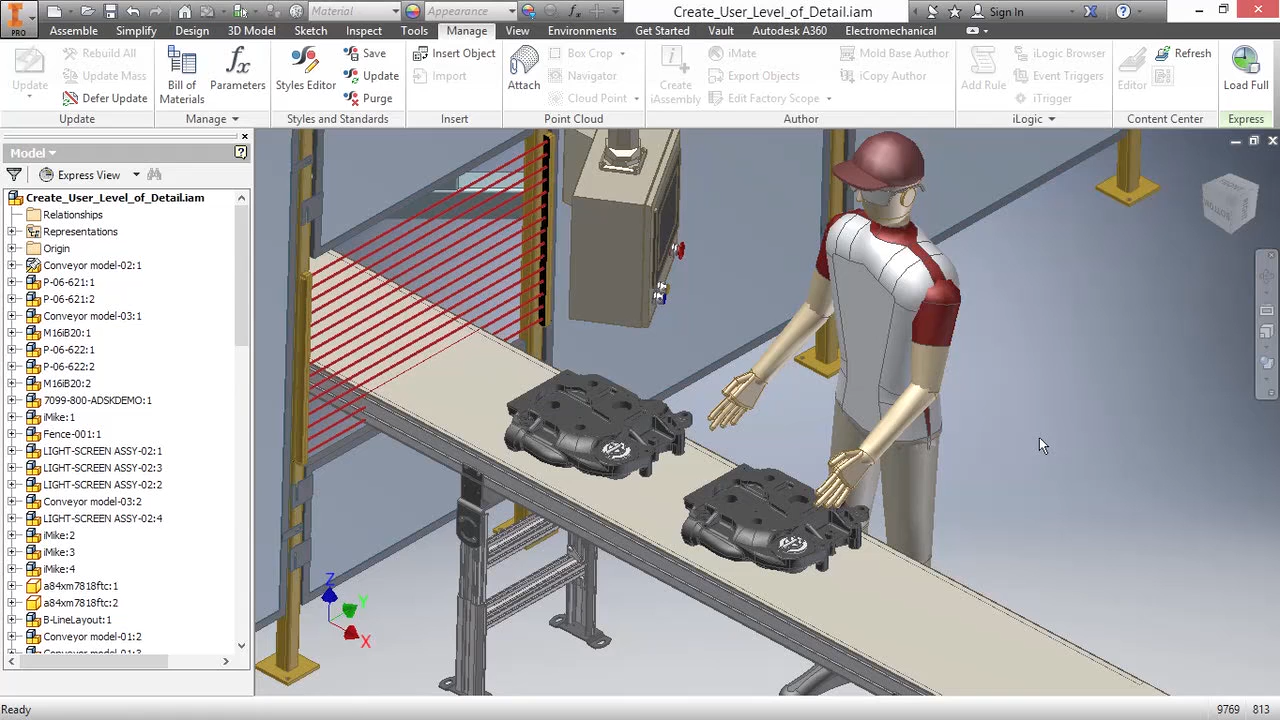 Material
Appearance
Create_User_Level_of_Detail.iam
Sign In
PRO
Assemble Simplify Design 3D Model Sketch Inspect Tools Manage View Environments Get Started Vault Autodesk A360 Electromechanical
Update
Rebuild All
Update Mass
Defer Update
Update
Bill of Materials
Parameters
Manage
Styles Editor
Save
Update
Purge
Styles and Standards
Insert Object
Import
Insert
Attach
Box Crop
Navigator
Cloud Point
Point Cloud
Create iAssembly
iMate
Export Objects
Edit Factory Scope
Mold Base Author
iCopy Author
Author
Add Rule
iLogic Browser
Event Triggers
iTrigger
iLogic
Editor
Refresh
Content Center
Load Full
Express
Model
Express View
Create_User_Level_of_Detail.iam
Relationships
Representations
Origin
Conveyor model-02:1
P-06-621:1
P-06-621:2
Conveyor model-03:1
M16iB20:1
P-06-622:1
P-06-622:2
M16iB20:2
7099-800-ADSKDEMO:1
iMike:1
Fence-001:1
LIGHT-SCREEN ASSY-02:1
LIGHT-SCREEN ASSY-02:3
LIGHT-SCREEN ASSY-02:2
Conveyor model-03:2
LIGHT-SCREEN ASSY-02:4
iMike:2
iMike:3
iMike:4
a84xm7818ftc:1
a84xm7818ftc:2
B-LineLayout:1
Conveyor model-01:2
Conveyor model-01:3
Z
Y
X
Ready
9769 813